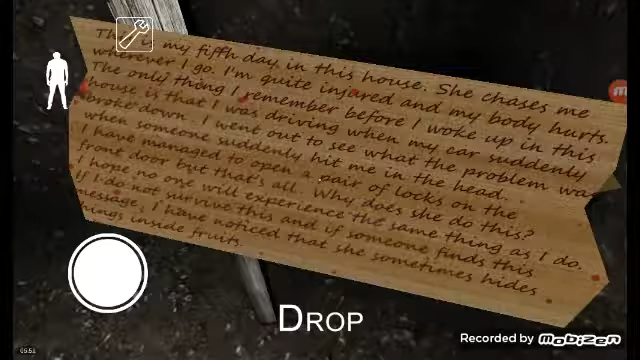 This is my fifth day in this house. She chases me
wherever I go. I'm quite injured and my body hurts.
The only thing I remember before I woke up in this
house is that I was driving when my car suddenly
broke down. I went out to see what the problem was
when someone suddenly hit me in the head.
I have managed to open a pair of locks on the
front door but that's all. Why does she do this?
I hope no one will experience the same thing as I do.
If I do not survive this and if someone finds this
message, I have noticed that she sometimes hides
things inside fruits.
DROP
Recorded by MOBIZEN
05:51